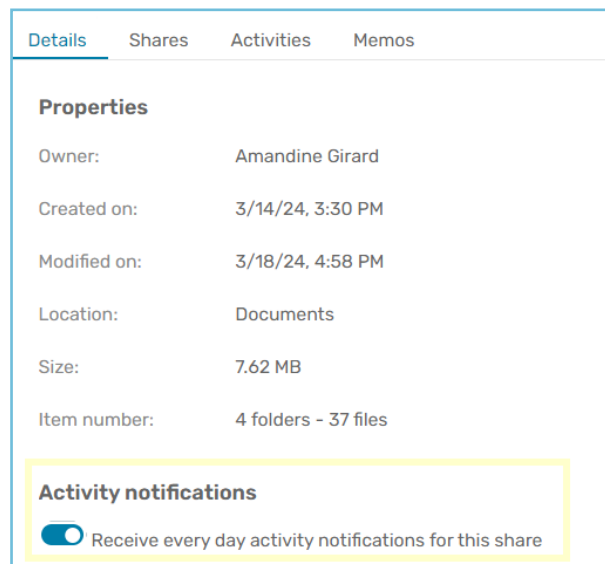 Details Shares Activities Memos
Properties
Owner: Amandine Girard
Created on: 3/14/24, 3:30 PM
Modified on: 3/18/24, 4:58 PM
Location: Documents
Size: 7.62 MB
Item number: 4 folders - 37 files
Activity notifications
Receive every day activity notifications for this share